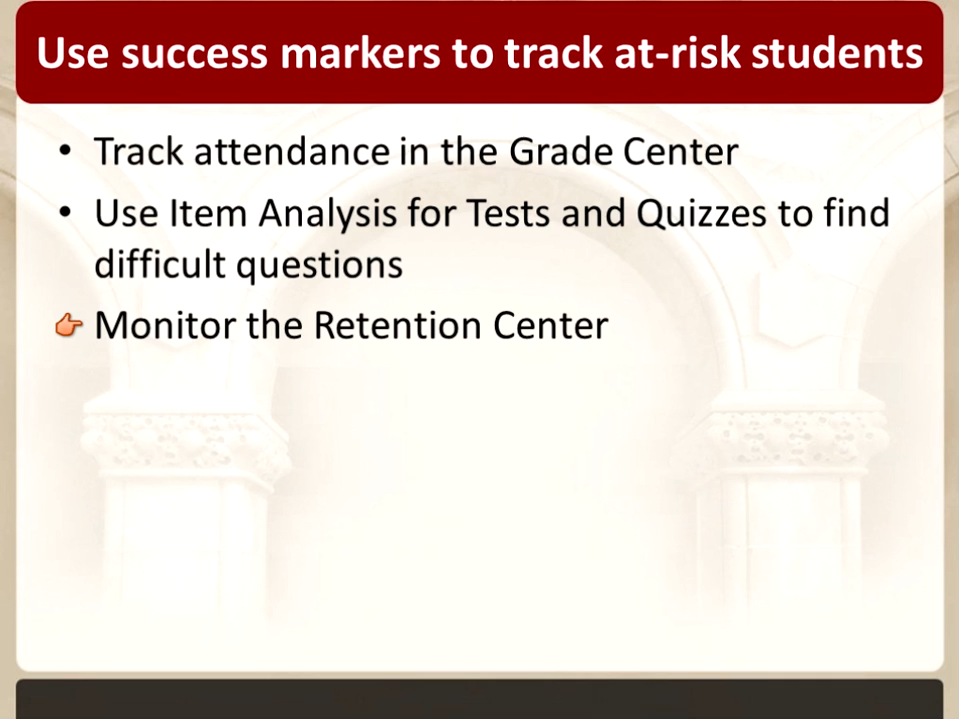 Use success markers to track at-risk students
• Track attendance in the Grade Center
• Use Item Analysis for Tests and Quizzes to find
difficult questions
Monitor the Retention Center